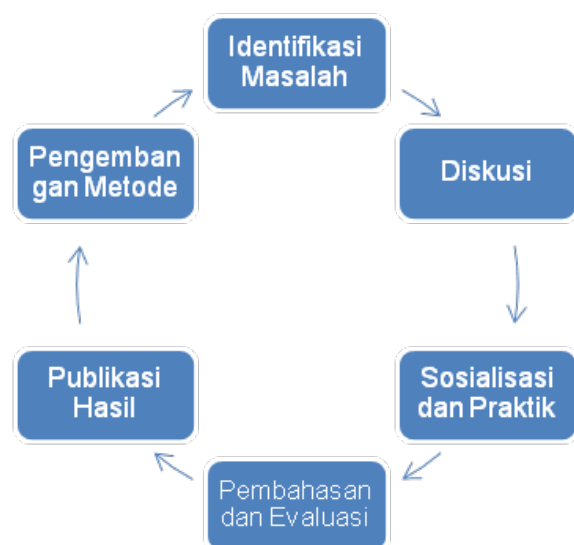 Identifikasi
Masalah
Diskusi
Sosialisasi
dan Praktik
Pembahasan
dan Evaluasi
Publikasi
Hasil
Pengemban
gan Metode